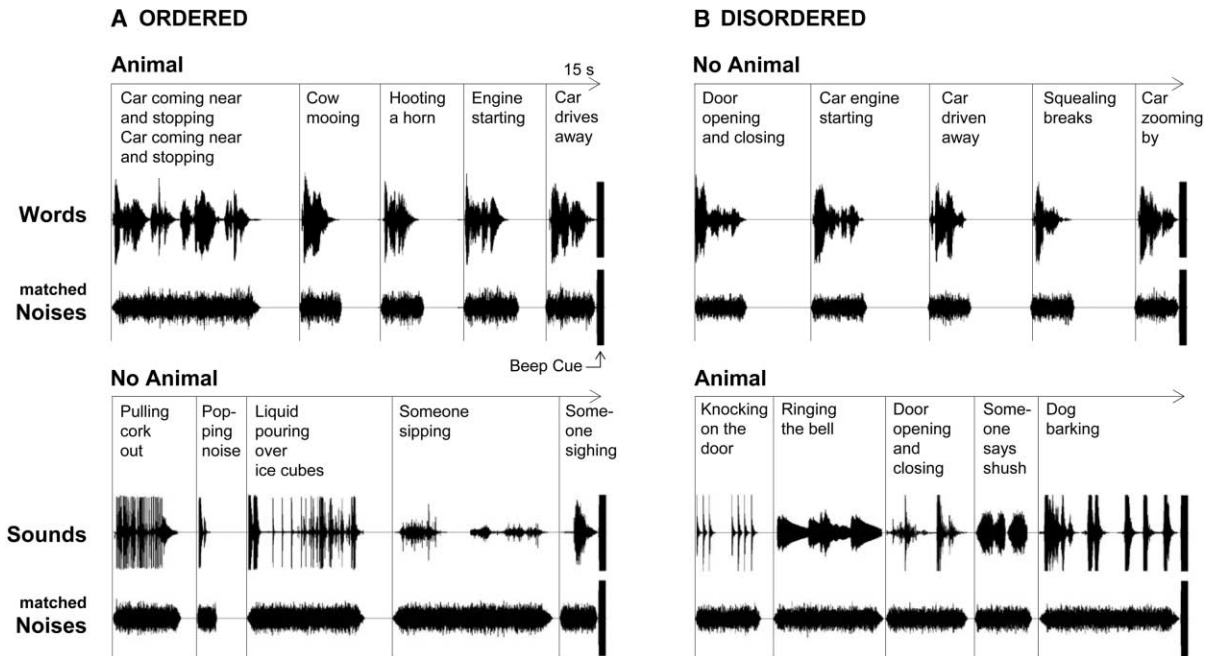 A ORDERED
Animal
15 s
Car coming near
and stopping
Car coming near
and stopping
Cow
mooing
Hooting
a horn
Engine
starting
Car
drives
away
Words
matched
Noises
Beep Cue
No Animal
Pulling
cork
out
Pop-
ping
noise
Liquid
pouring
over
ice cubes
Someone
sipping
Some-
one
sighing
Sounds
matched
Noises
B DISORDERED
No Animal
Door
opening
and closing
Car engine
starting
Car
driven
away
Squealing
breaks
Car
zooming
by
Animal
Knocking
on the
door
Ringing
the bell
Door
opening
and
closing
Some-
one
says
shush
Dog
barking